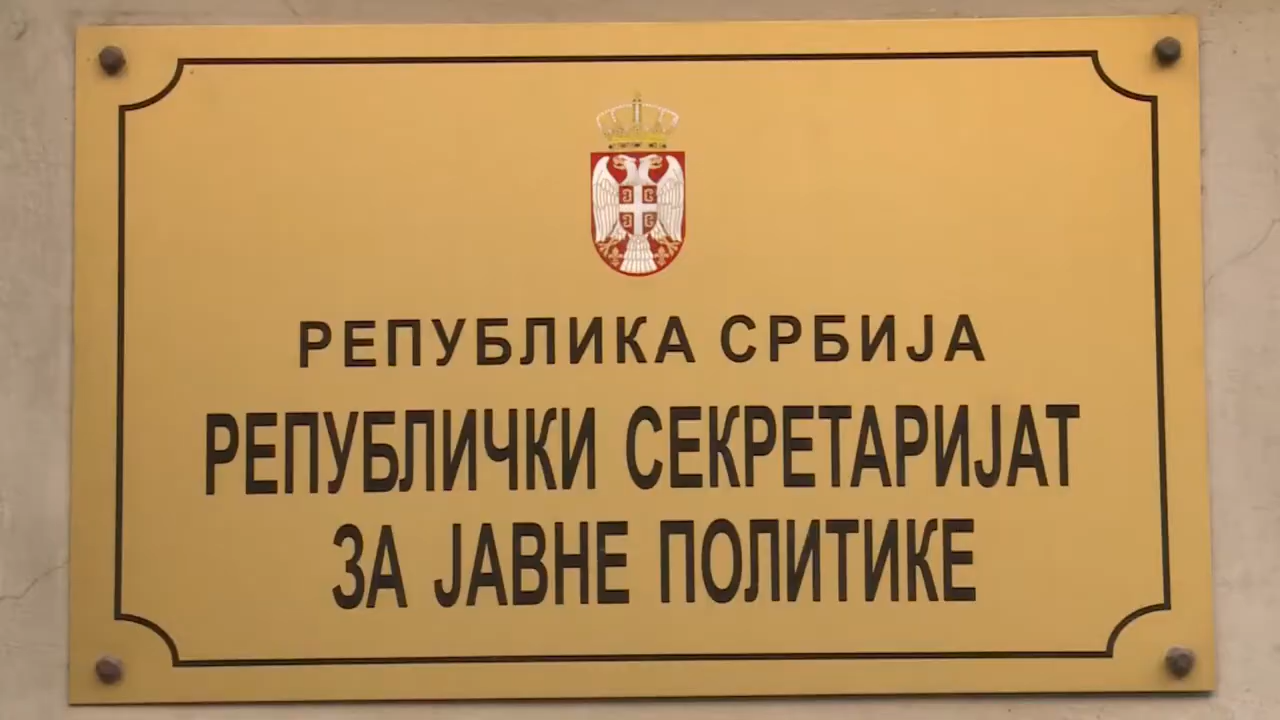 РЕПУБЛИКА СРБИЈА
РЕПУБЛИЧКИ СЕКРЕТАРИЈАТ
ЗА ЈАВНЕ ПОЛИТИКЕ